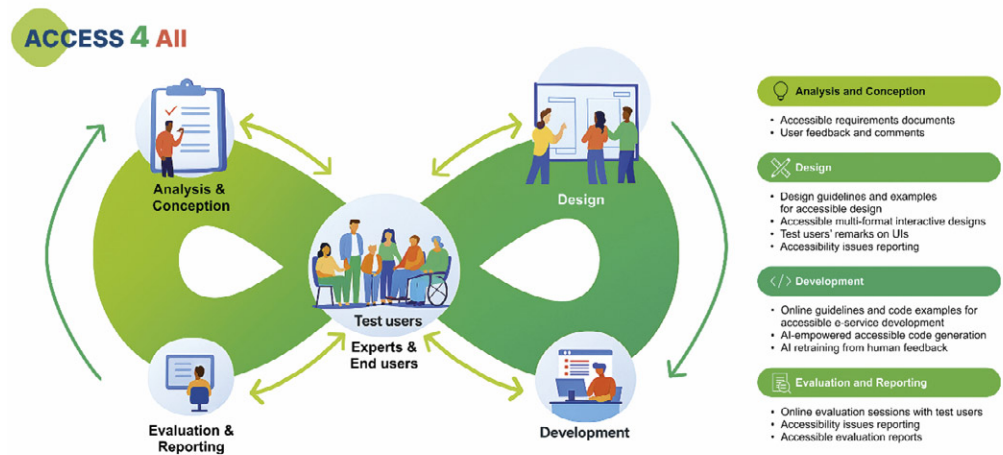 ACCESS 4 All
Analysis &
Conception
Design
Test users
Experts &
End users
Evaluation &
Reporting
Development
Analysis and Conception
• Accessible requirements documents
• User feedback and comments
Design
• Design guidelines and examples
for accessible design
• Accessible multi-format interactive designs
• Test users' remarks on UIs
• Accessibility issues reporting
</> Development
• Online guidelines and code examples for
accessible e-service development
• AI-empowered accessible code generation
• AI retraining from human feedback
Evaluation and Reporting
• Online evaluation sessions with test users
• Accessibility issues reporting
• Accessible evaluation reports